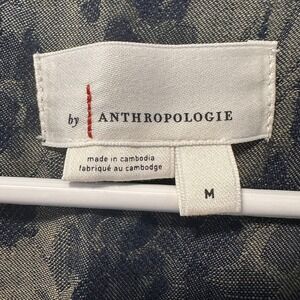 by ANTHROPOLOGIE
made in cambodia
fabriqué au cambodge
M